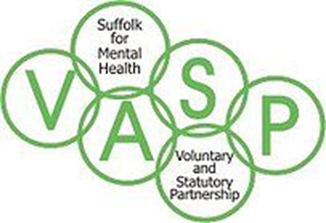 Suffolk
for
Mental
Health
V A S P
Voluntary
and
Statutory
Partnership